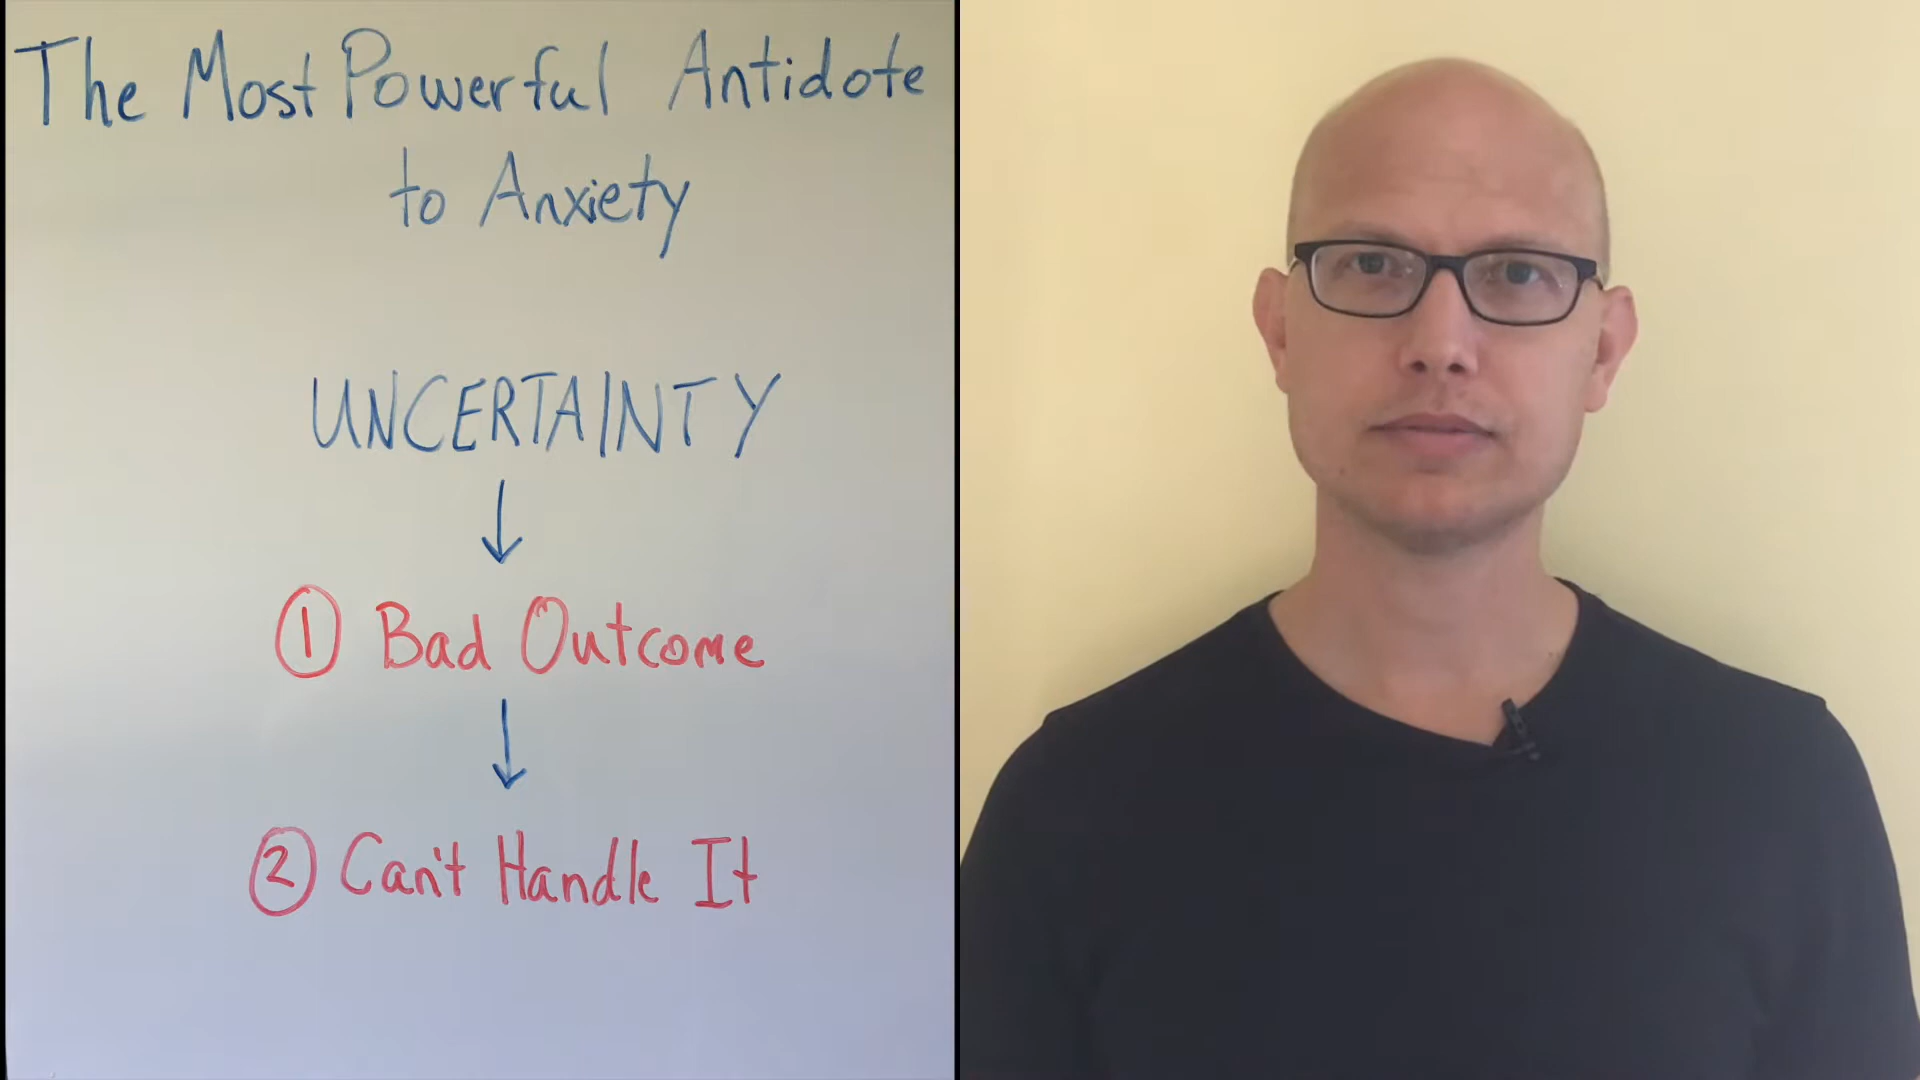 The Most Powerful Antidote
to Anxiety
UNCERTAINTY
↓
① Bad Outcome
↓
② Can't Handle It